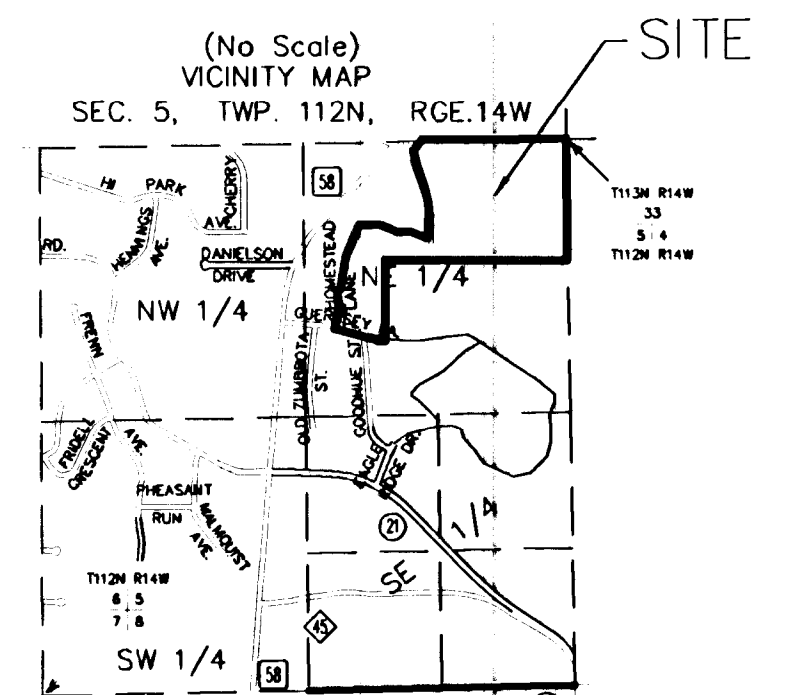 SITE
(No Scale)
VICINITY MAP
SEC. 5, TWP. 112N, RGE.14W
HI PARK AVE.
CHERRY
58
HEMMINGS AVE.
RD.
DANIELSON DRIVE
HOMESTEAD LANE
T113N R14W
33
5 4
T112N R14W
NW 1/4
NE 1/4
FRENN AVE.
OLD ZUMBROTA ST.
GOODHUE ST.
FRIDELL CRESCENT
EAGLE RIDGE DR.
PHEASANT RUN
MALMQUIST AVE.
21
SE 1/4
T112N R14W
6 5
7 8
45
SW 1/4
58